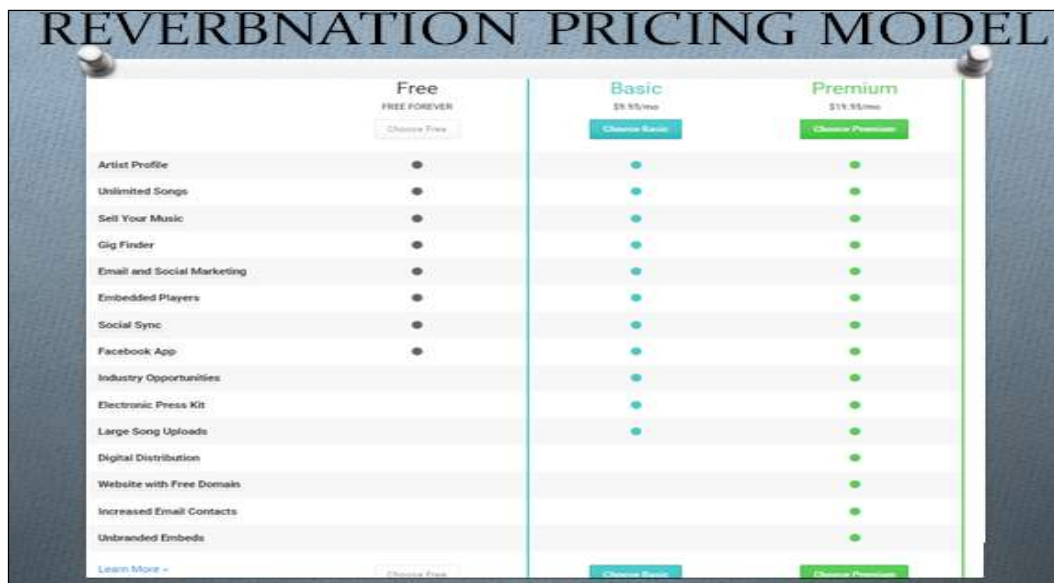 REVERBNATION PRICING MODEL
Free Basic Premium
FREE FOREVER $9.95/mo $19.95/mo
Choose Free Choose Basic Choose Premium
Artist Profile
Unlimited Songs
Sell Your Music
Gig Finder
Email and Social Marketing
Embedded Players
Social Sync
Facebook App
Industry Opportunities
Electronic Press Kit
Large Song Uploads
Digital Distribution
Website with Free Domain
Increased Email Contacts
Unbranded Embeds
Learn More »
Choose Free Choose Basic Choose Premium